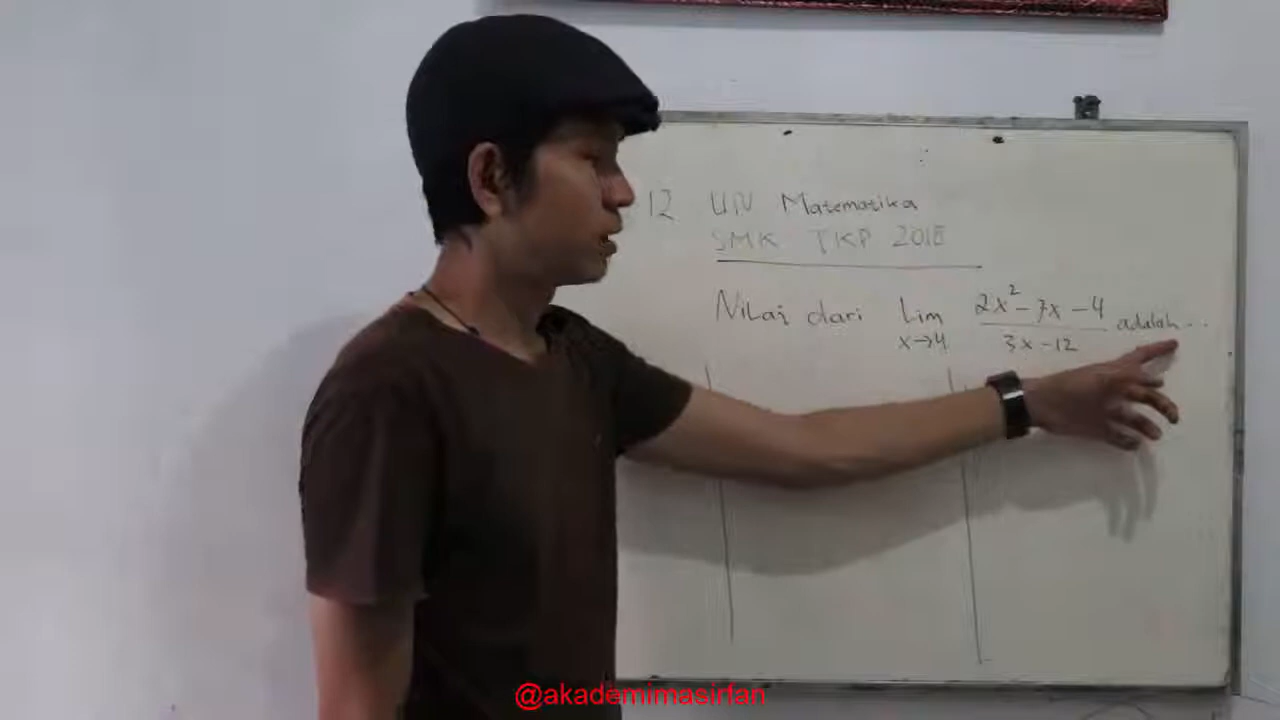 12 UN Matematika
SMK TKP 2018
Nilai dari lim x→4 (2x² - 7x - 4)/(3x - 12) adalah...
@akademimasirfan